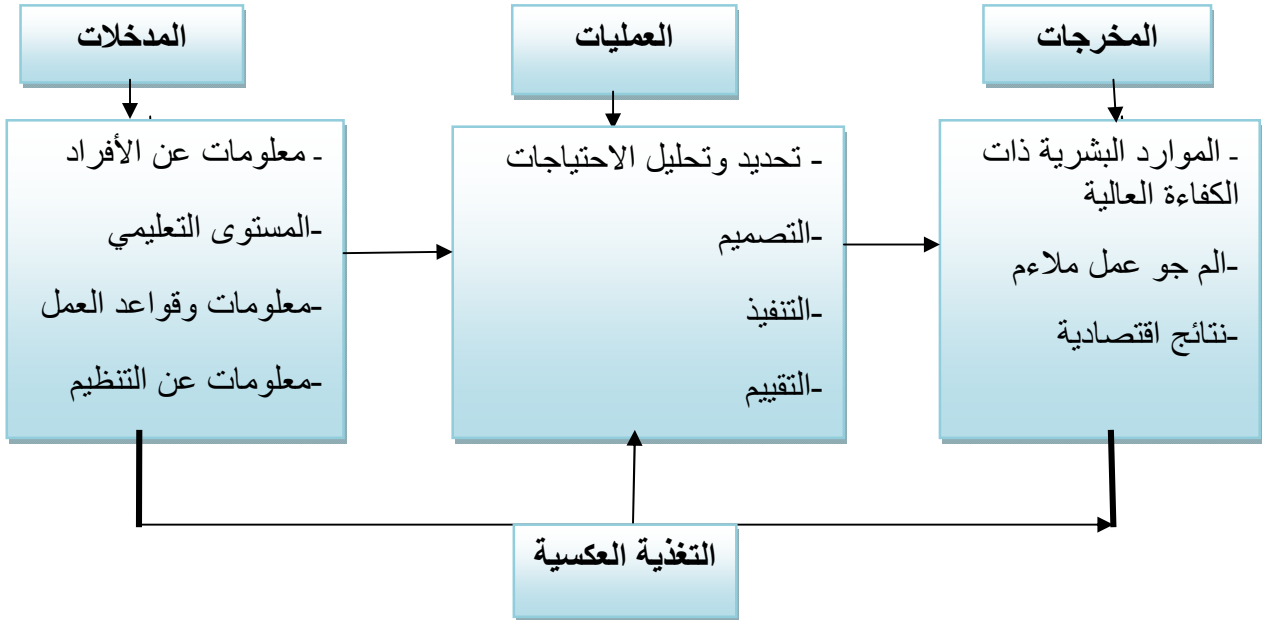 المدخلات
العمليات
المخرجات
- معلومات عن الأفراد
-المستوى التعليمي
-معلومات وقواعد العمل
-معلومات عن التنظيم
- تحديد وتحليل الاحتياجات
-التصميم
-التنفيذ
-التقييم
- الموارد البشرية ذات
الكفاءة العالية
-الم جو عمل ملاءم
-نتائج اقتصادية
التغذية العكسية